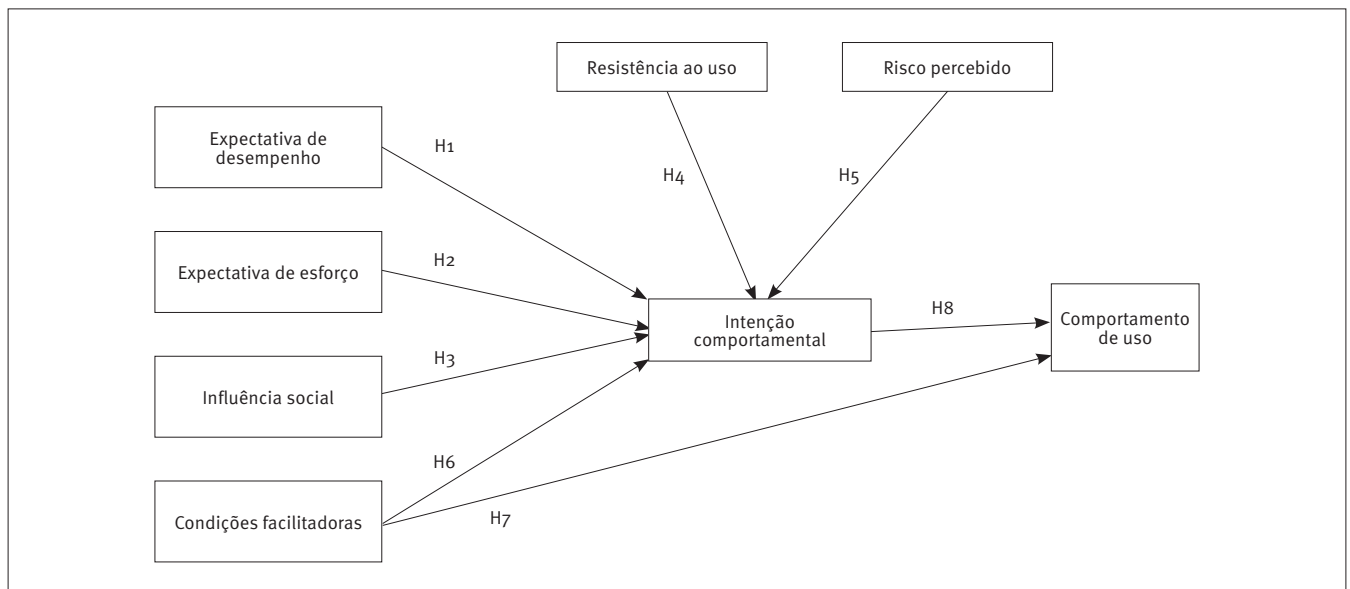 Resistência ao uso
Risco percebido
Expectativa de
desempenho
H1
H4
H5
Expectativa de esforço
H2
Intenção
comportamental
H8
Comportamento
de uso
Influência social
H3
Condições facilitadoras
H6
H7